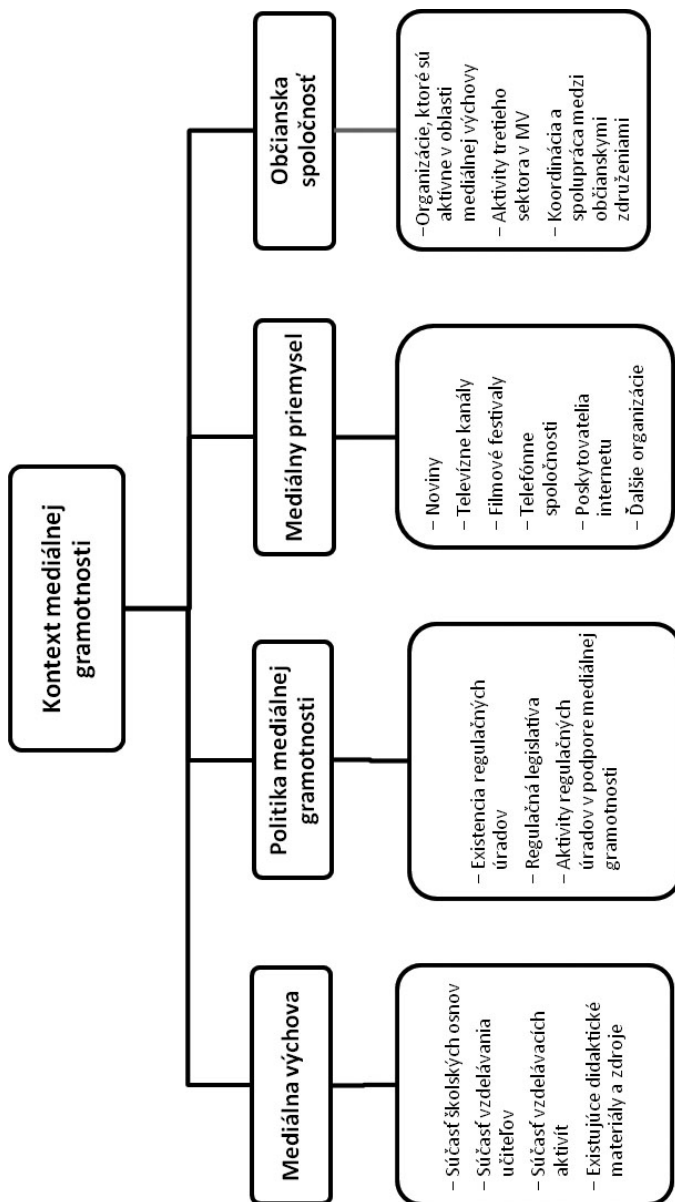 Kontext mediálnej
gramotnosti
Mediálna výchova
– Súčasť školských osnov
– Súčasť vzdelávania
učiteľov
– Súčasť vzdelávacích
aktivít
– Existujúce didaktické
materiály a zdroje
Politika mediálnej
gramotnosti
– Existencia regulačných
úradov
– Regulačná legislatíva
– Aktivity regulačných
úradov v podpore mediálnej
gramotnosti
Mediálny priemysel
– Noviny
– Televízne kanály
– Filmové festivaly
– Telefónne
spoločnosti
– Poskytovatelia
internetu
– Ďalšie organizácie
Občianska
spoločnosť
–Organizácie, ktoré sú
aktívne v oblasti
mediálnej výchovy
– Aktivity tretieho
sektora v MV
– Koordinácia a
spolupráca medzi
občianskymi
združeniami